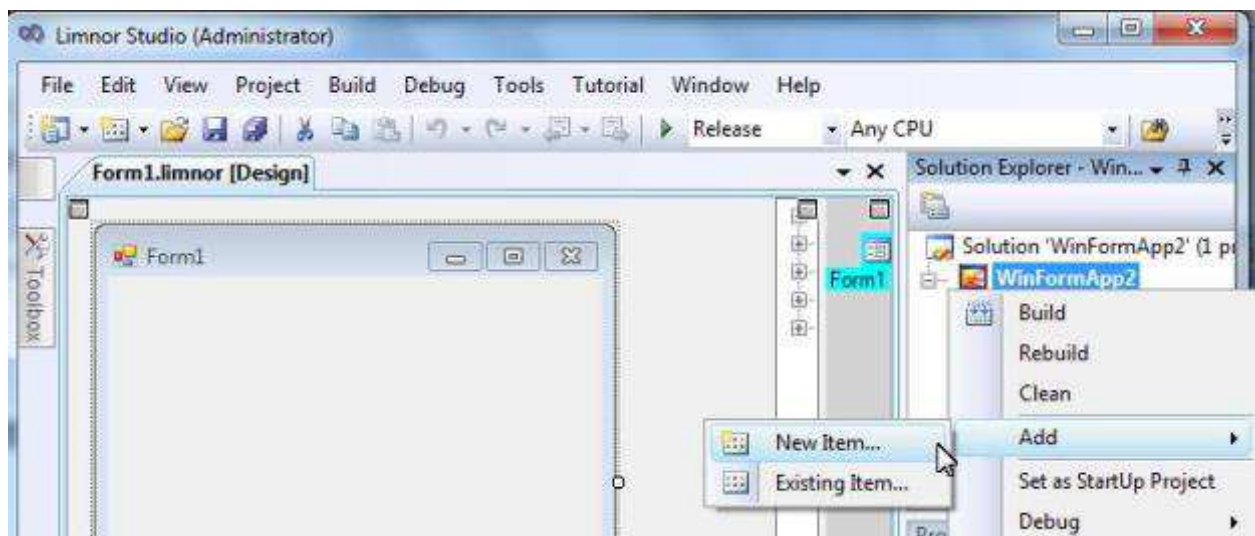 Limnor Studio (Administrator)
File Edit View Project Build Debug Tools Tutorial Window Help
Release Any CPU
Form1.limnor [Design]
Solution Explorer - Win...
Toolbox
Form1
Form1
Solution 'WinFormApp2' (1
WinFormApp2
Build
Rebuild
Clean
Add
New Item...
Existing Item...
Set as StartUp Project
Debug